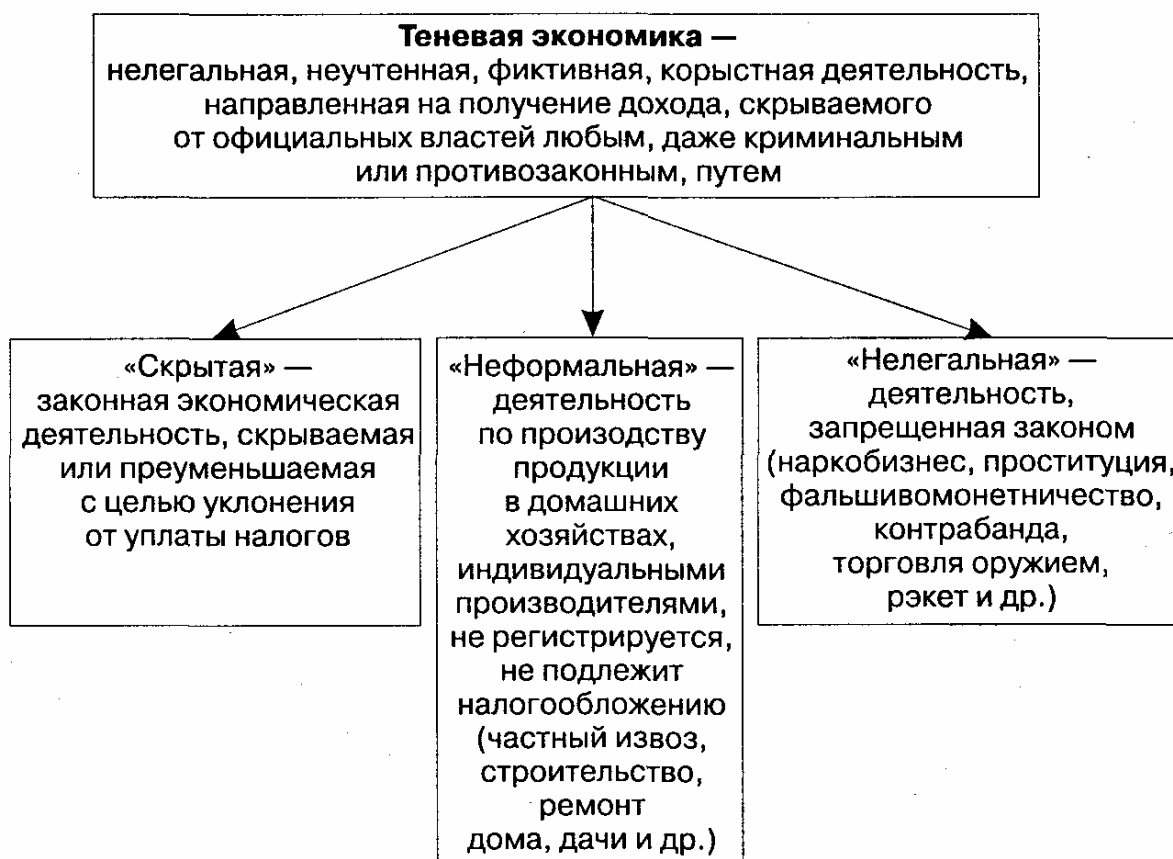 Теневая экономика —
нелегальная, неучтенная, фиктивная, корыстная деятельность,
направленная на получение дохода, скрываемого
от официальных властей любым, даже криминальным
или противозаконным, путем
«Скрытая» —
законная экономическая
деятельность, скрываемая
или преуменьшаемая
с целью уклонения
от уплаты налогов
«Неформальная» —
деятельность
по произодству
продукции
в домашних
хозяйствах,
индивидуальными
производителями,
не регистрируется,
не подлежит
налогообложению
(частный извоз,
строительство,
ремонт
дома, дачи и др.)
«Нелегальная» —
деятельность,
запрещенная законом
(наркобизнес, проституция,
фальшивомонетничество,
контрабанда,
торговля оружием,
рэкет и др.)